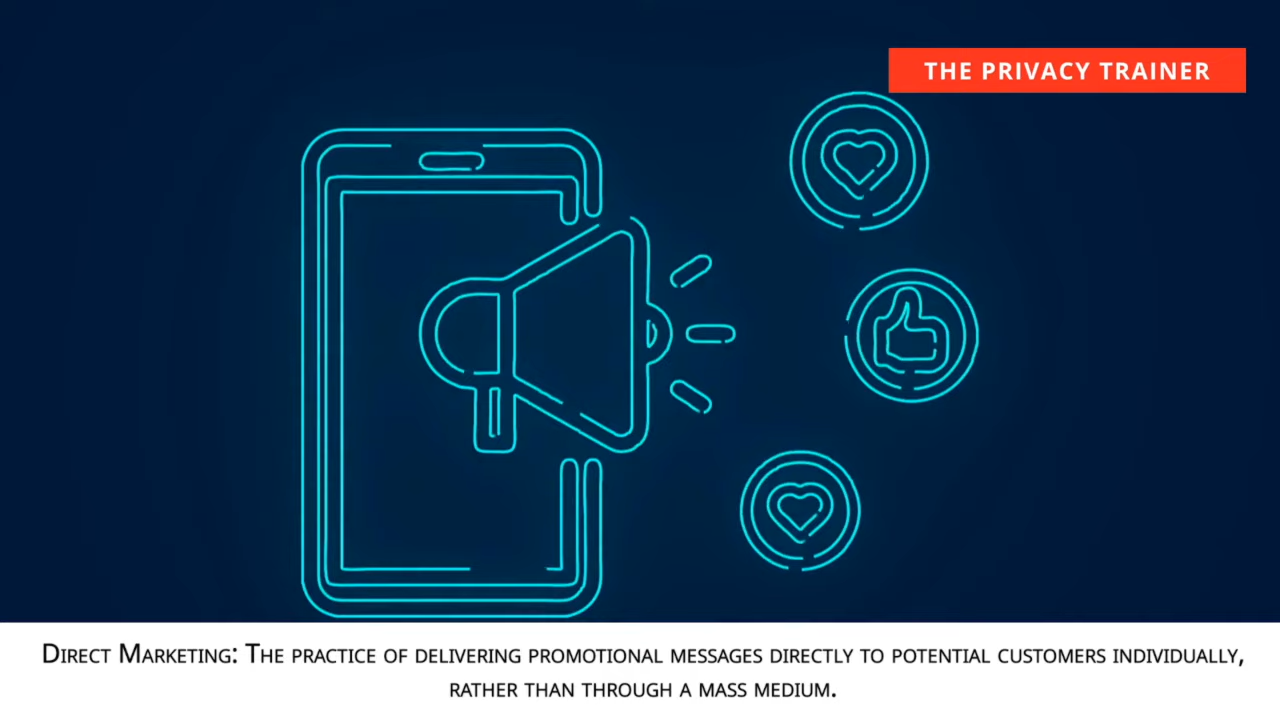 THE PRIVACY TRAINER
Direct Marketing: The practice of delivering promotional messages directly to potential customers individually,
rather than through a mass medium.